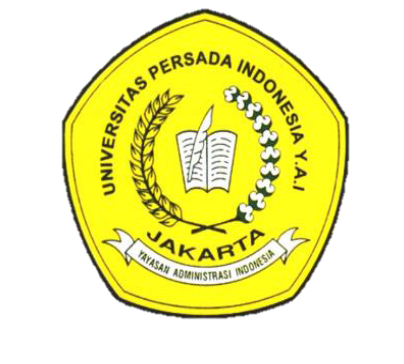 UNIVERSITAS PERSADA INDONESIA Y.A.I
JAKARTA
YAYASAN ADMINISTRASI INDONESIA